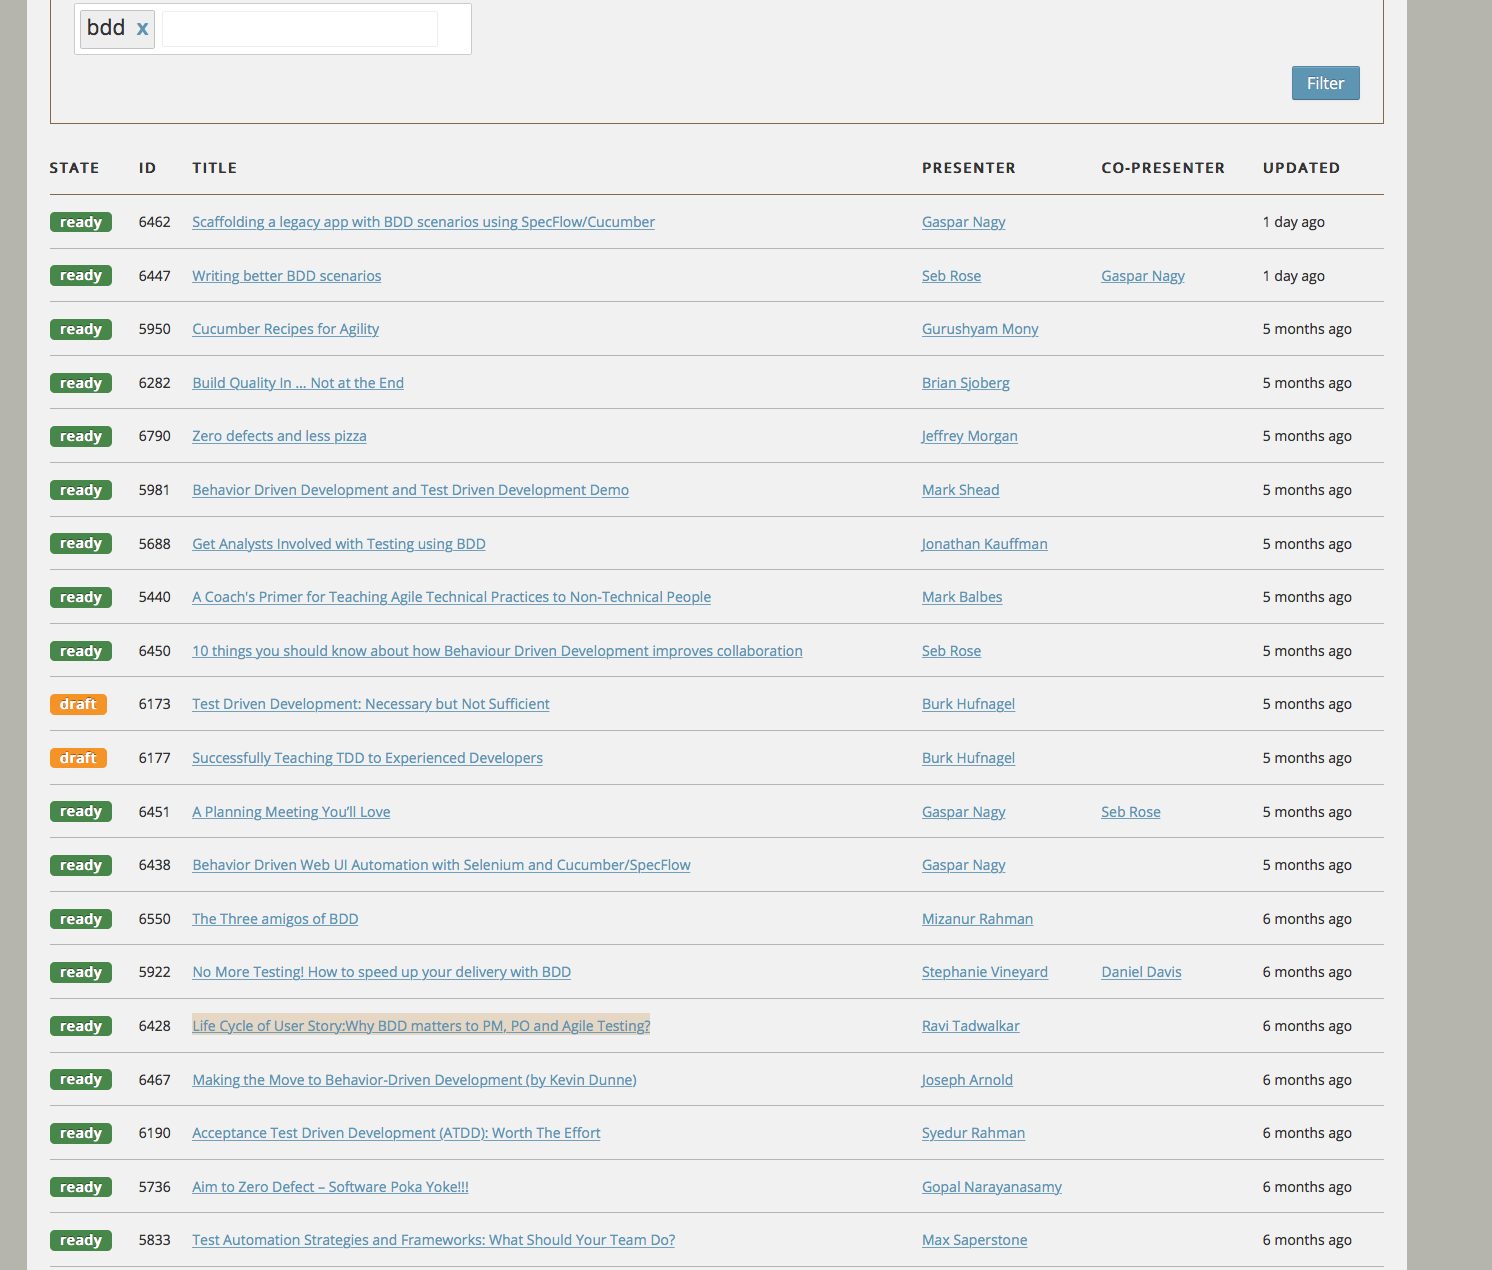 bdd x
Filter
STATE ID TITLE PRESENTER CO-PRESENTER UPDATED
ready 6462 Scaffolding a legacy app with BDD scenarios using SpecFlow/Cucumber Gaspar Nagy 1 day ago
ready 6447 Writing better BDD scenarios Seb Rose Gaspar Nagy 1 day ago
ready 5950 Cucumber Recipes for Agility Gurushyam Mony 5 months ago
ready 6282 Build Quality In ... Not at the End Brian Sjoberg 5 months ago
ready 6790 Zero defects and less pizza Jeffrey Morgan 5 months ago
ready 5981 Behavior Driven Development and Test Driven Development Demo Mark Shead 5 months ago
ready 5688 Get Analysts Involved with Testing using BDD Jonathan Kauffman 5 months ago
ready 5440 A Coach's Primer for Teaching Agile Technical Practices to Non-Technical People Mark Balbes 5 months ago
ready 6450 10 things you should know about how Behaviour Driven Development improves collaboration Seb Rose 5 months ago
draft 6173 Test Driven Development: Necessary but Not Sufficient Burk Hufnagel 5 months ago
draft 6177 Successfully Teaching TDD to Experienced Developers Burk Hufnagel 5 months ago
ready 6451 A Planning Meeting You’ll Love Gaspar Nagy Seb Rose 5 months ago
ready 6438 Behavior Driven Web UI Automation with Selenium and Cucumber/SpecFlow Gaspar Nagy 5 months ago
ready 6550 The Three amigos of BDD Mizanur Rahman 6 months ago
ready 5922 No More Testing! How to speed up your delivery with BDD Stephanie Vineyard Daniel Davis 6 months ago
ready 6428 Life Cycle of User Story:Why BDD matters to PM, PO and Agile Testing? Ravi Tadwalkar 6 months ago
ready 6467 Making the Move to Behavior-Driven Development (by Kevin Dunne) Joseph Arnold 6 months ago
ready 6190 Acceptance Test Driven Development (ATDD): Worth The Effort Syedur Rahman 6 months ago
ready 5736 Aim to Zero Defect – Software Poka Yoke!!! Gopal Narayanasamy 6 months ago
ready 5833 Test Automation Strategies and Frameworks: What Should Your Team Do? Max Saperstone 6 months ago